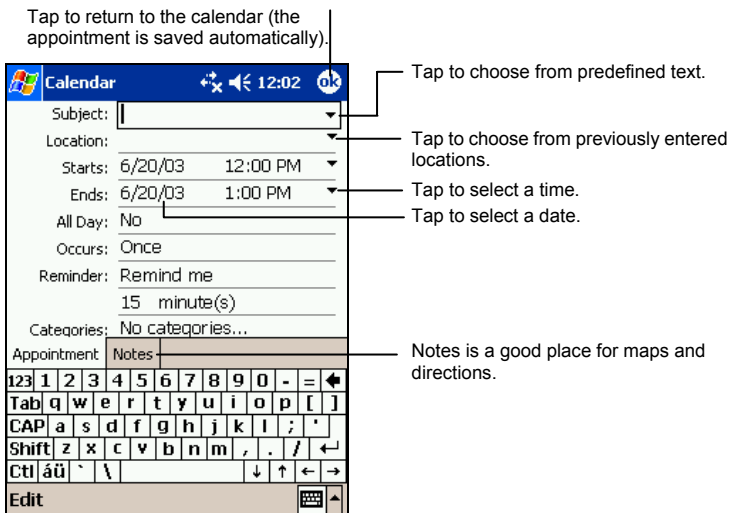 Tap to return to the calendar (the
appointment is saved automatically).
Calendar 12:02 ok
Tap to choose from predefined text.
Subject:
Location:
Tap to choose from previously entered
locations.
Starts: 6/20/03 12:00 PM
Ends: 6/20/03 1:00 PM
Tap to select a time.
Tap to select a date.
All Day: No
Occurs: Once
Reminder: Remind me
15 minute(s)
Categories: No categories...
Appointment Notes
Notes is a good place for maps and
directions.
123 1 2 3 4 5 6 7 8 9 0 - =
Tab q w e r t y u i o p [ ]
CAP a s d f g h j k l ; '
Shift z x c v b n m , . /
Ctl áü ` \ ↓ ↑ ← →
Edit